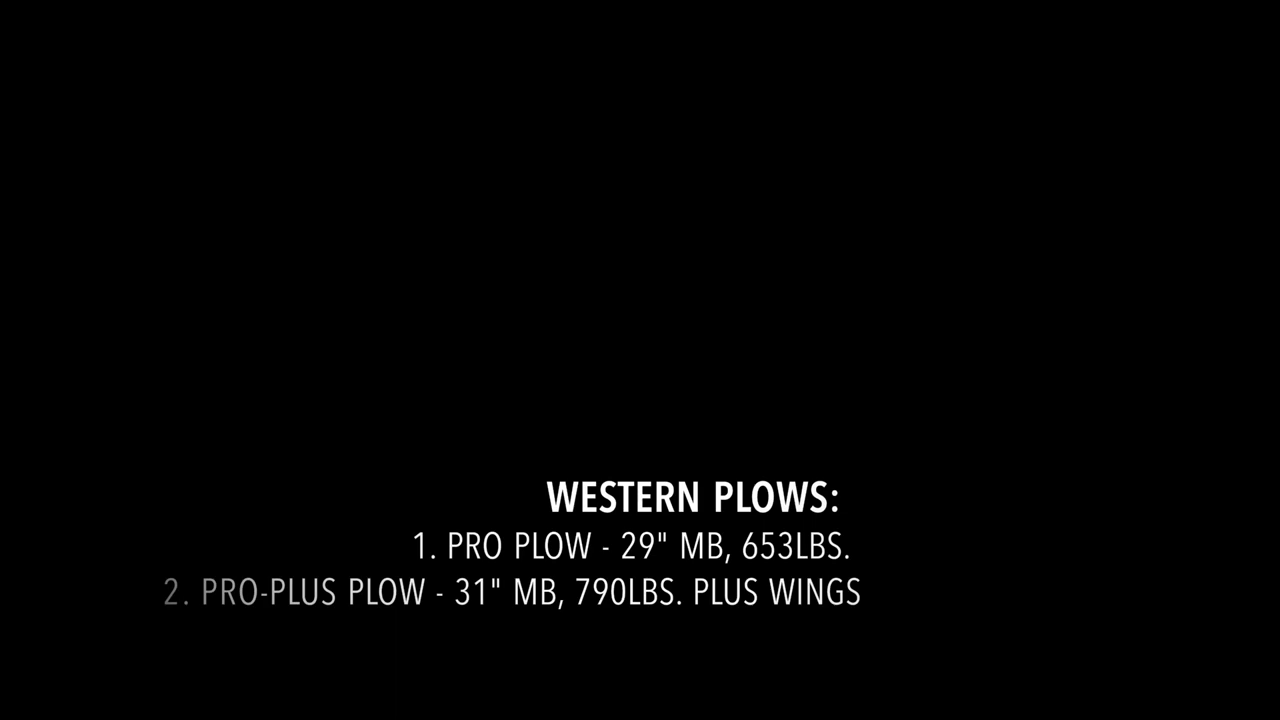 WESTERN PLOWS:
1. PRO PLOW - 29" MB, 653LBS.
2. PRO-PLUS PLOW - 31" MB, 790LBS. PLUS WINGS